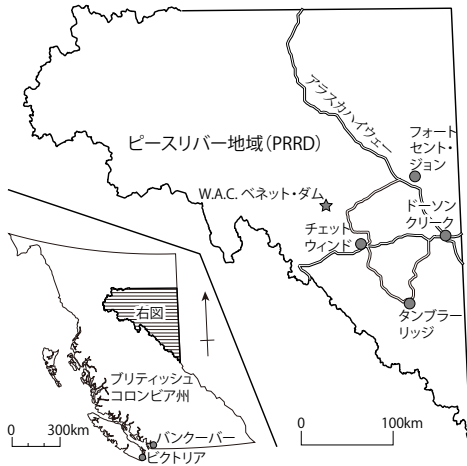 アラスカハイウェー
ピースリバー地域（PRRD）
フォート
セント・
ジョン
W.A.C. ベネット・ダム
ドーソン
クリーク
チェット
ウィンド
タンブラー
リッジ
右図
ブリティッシュ
コロンビア州
0 300km
バンクーバー
ビクトリア
0 100km